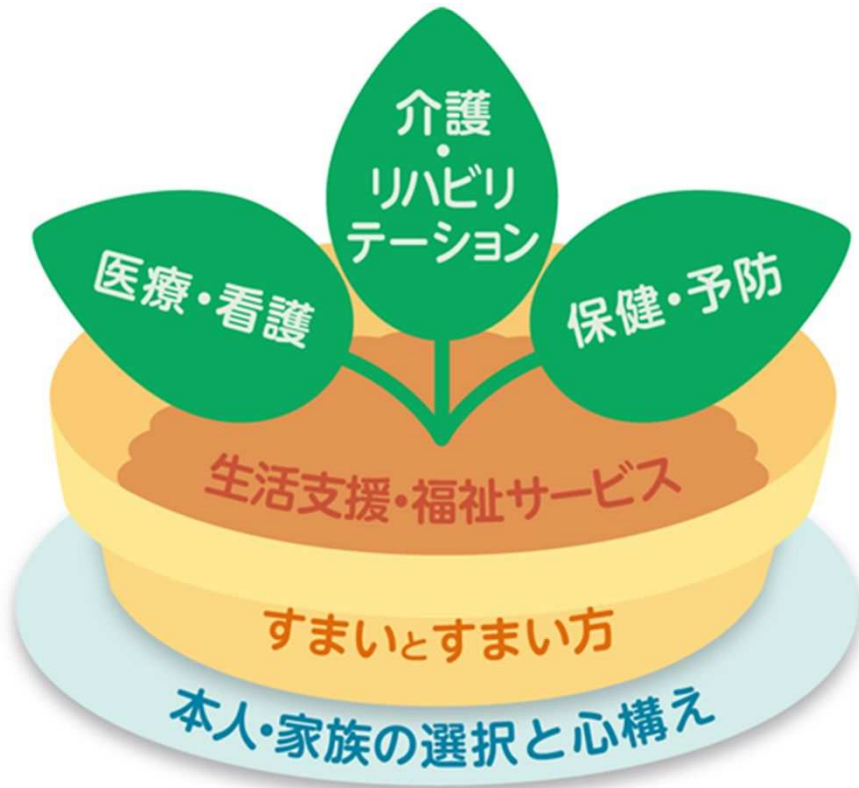 介護
・
リハビリ
テーション
医療・看護
保健・予防
生活支援・福祉サービス
すまいとすまい方
本人・家族の選択と心構え